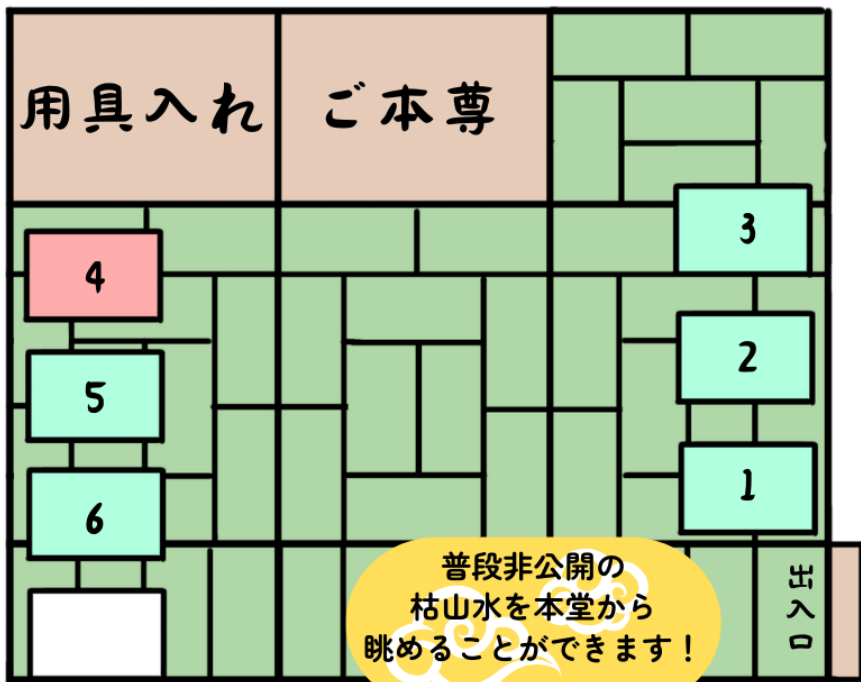 用具入れ
ご本尊
3
4
2
5
1
6
出入口
普段非公開の
枯山水を本堂から
眺めることができます！